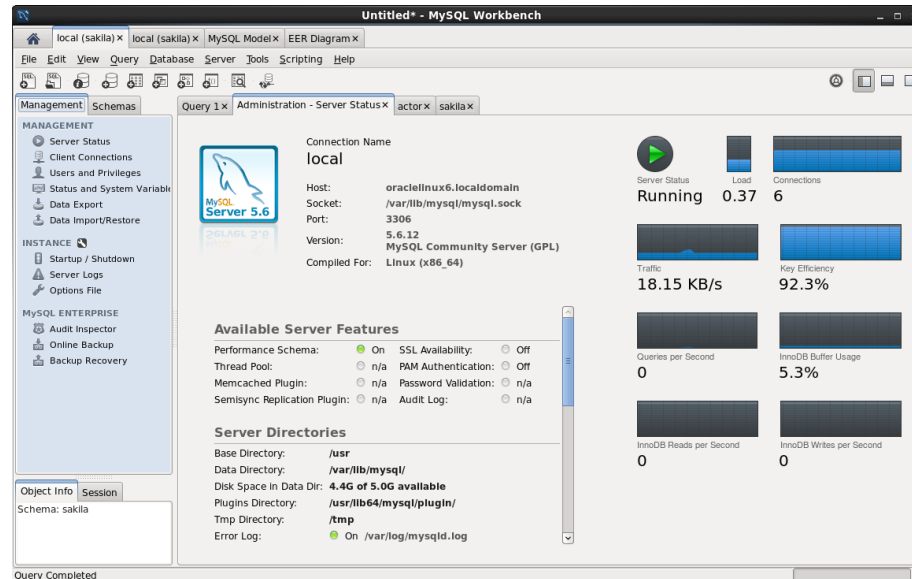 Untitled* - MySQL Workbench
local (sakila) local (sakila) MySQL Model EER Diagram
File Edit View Query Database Server Tools Scripting Help
Management Schemas
Query 1 Administration - Server Status actor sakila
MANAGEMENT
Server Status
Client Connections
Users and Privileges
Status and System Variable
Data Export
Data Import/Restore
INSTANCE
Startup / Shutdown
Server Logs
Options File
MySQL ENTERPRISE
Audit Inspector
Online Backup
Backup Recovery
Object Info Session
Schema: sakila
MySQL
Server 5.6
Connection Name
local
Host: oraclelinux6.localdomain
Socket: /var/lib/mysql/mysql.sock
Port: 3306
Version: 5.6.12
MySQL Community Server (GPL)
Compiled For: Linux (x86_64)
Available Server Features
Performance Schema: On SSL Availability: Off
Thread Pool: n/a PAM Authentication: Off
Memcached Plugin: n/a Password Validation: n/a
Semisync Replication Plugin: n/a Audit Log: n/a
Server Directories
Base Directory: /usr
Data Directory: /var/lib/mysql/
Disk Space in Data Dir: 4.4G of 5.0G available
Plugins Directory: /usr/lib64/mysql/plugin/
Tmp Directory: /tmp
Error Log: On /var/log/mysqld.log
Server Status Load Connections
Running 0.37 6
Traffic Key Efficiency
18.15 KB/s 92.3%
Queries per Second InnoDB Buffer Usage
0 5.3%
InnoDB Reads per Second InnoDB Writes per Second
0 0
Query Completed